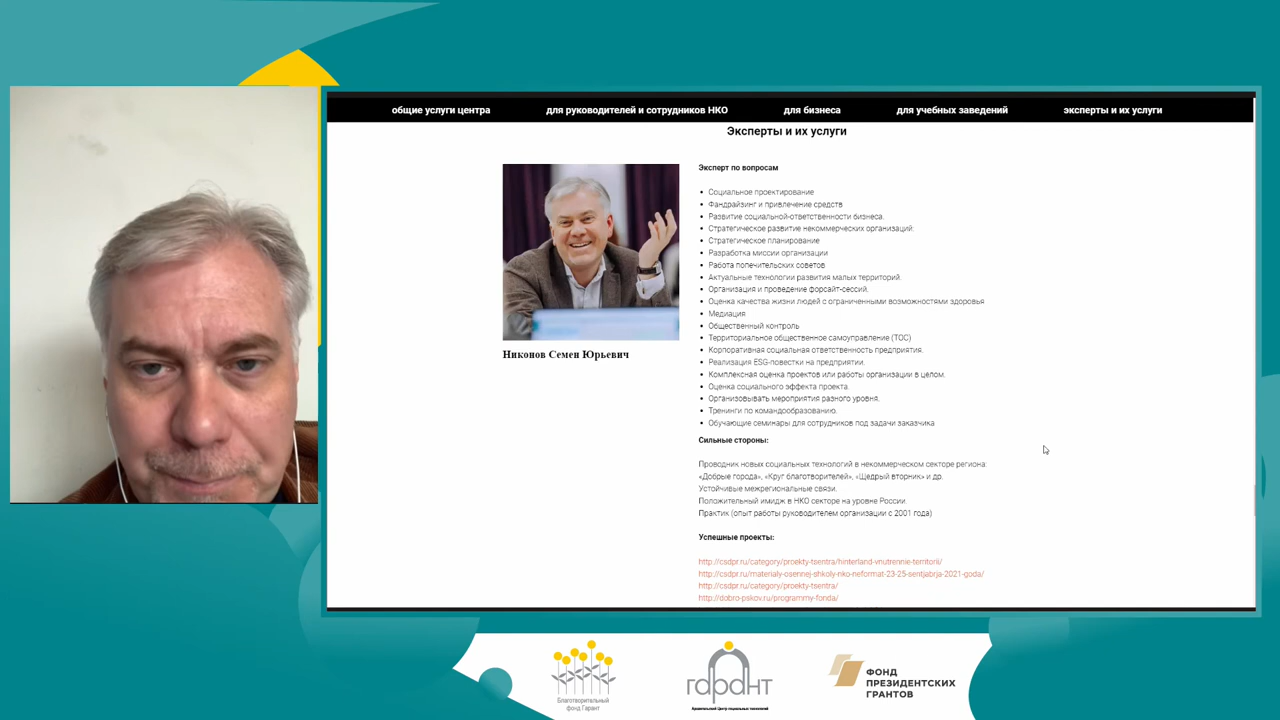 общие услуги центра
для руководителей и сотрудников НКО
для бизнеса
для учебных заведений
эксперты и их услуги
Эксперты и их услуги
Никонов Семен Юрьевич
Эксперт по вопросам
• Социальное проектирование
• Фандрайзинг и привлечение средств
• Развитие социальной-ответственности бизнеса.
• Стратегическое развитие некоммерческих организаций.
• Стратегическое планирование
• Разработка миссии организации
• Работа попечительских советов
• Актуальные технологии развития малых территорий.
• Организация и проведение форсайт-сессий.
• Оценка качества жизни людей с ограниченными возможностями здоровья
• Медиация
• Общественный контроль
• Территориальное общественное самоуправление (ТОС)
• Корпоративная социальная ответственность предприятия.
• Реализация ESG-повестки на предприятии.
• Комплексная оценка проектов или работы организации в целом.
• Оценка социального эффекта проекта.
• Организовывать мероприятия разного уровня.
• Тренинги по командообразованию.
• Обучающие семинары для сотрудников под задачи заказчика
Сильные стороны:
Проводник новых социальных технологий в некоммерческом секторе региона:
«Добрые города», «Круг благотворителей», «Щедрый вторник» и др.
Устойчивые межрегиональные связи.
Положительный имидж в НКО секторе на уровне России.
Практик (опыт работы руководителем организации с 2001 года)
Успешные проекты:
http://csdpr.ru/category/proekty-tsentra/hinterland-vnutrennie-territorii/
http://csdpr.ru/materialy-osennej-shkoly-nko-neformat-23-25-sentjabrja-2021-goda/
http://csdpr.ru/category/proekty-tsentra/
http://dobro-pskov.ru/programmy-fonda/
Благотворительный
фонд Гарант
гарант
Архангельский Центр социальных технологий
ФОНД
ПРЕЗИДЕНТСКИХ
ГРАНТОВ